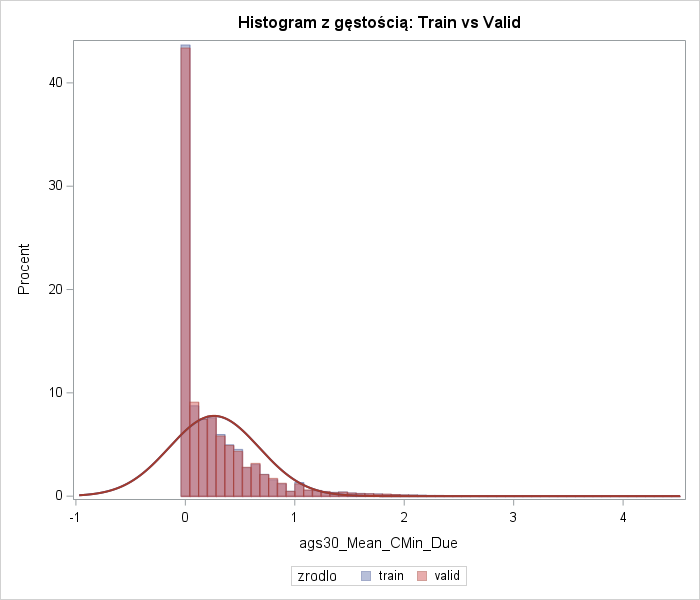 Histogram z gęstością: Train vs Valid
Procent
40
30
20
10
0
-1 0 1 2 3 4
ags30_Mean_CMin_Due
zrodlo train valid